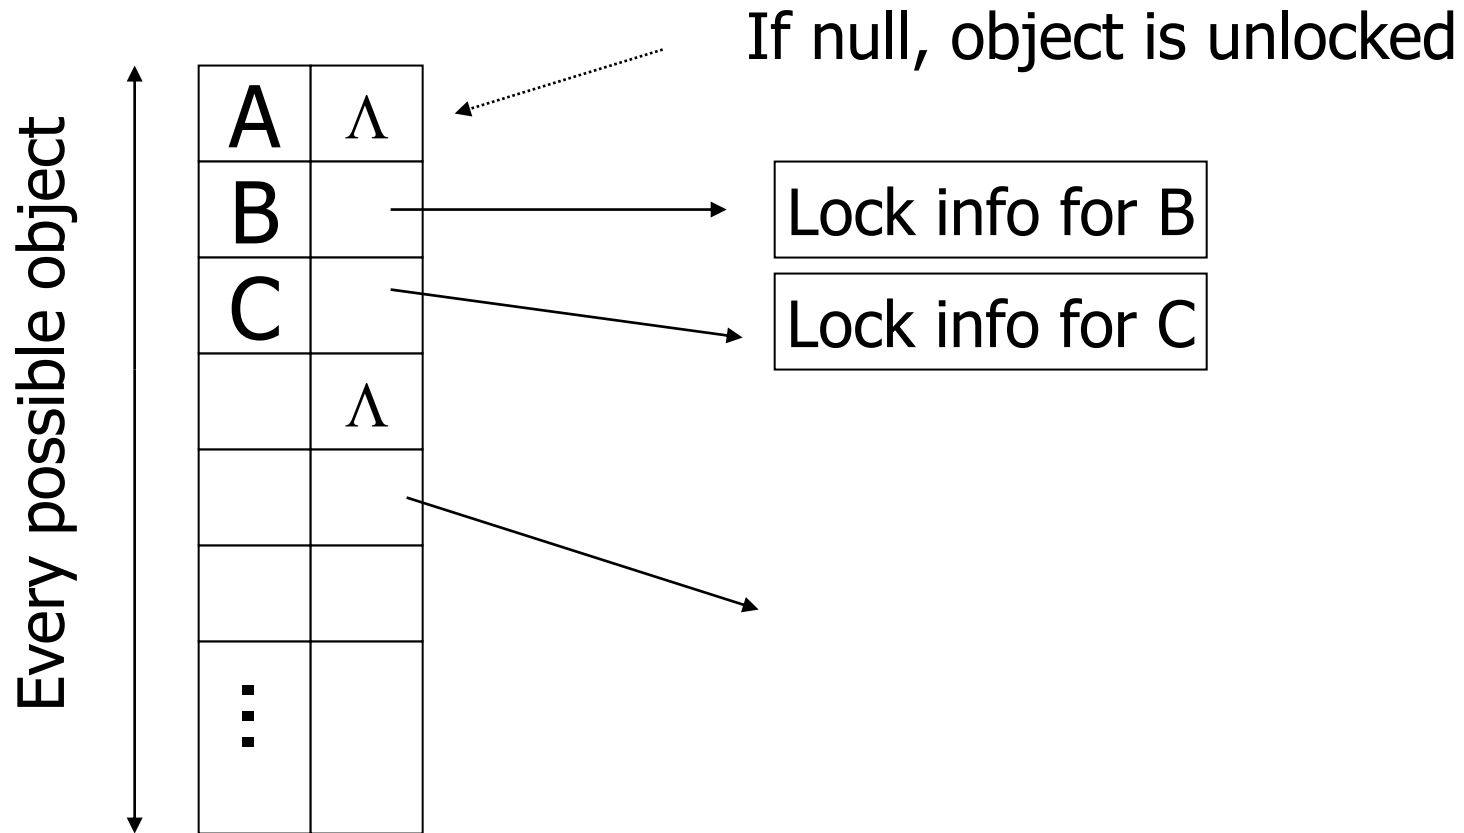 If null, object is unlocked
Every possible object
A Λ
B
Lock info for B
C
Lock info for C
Λ
⋮